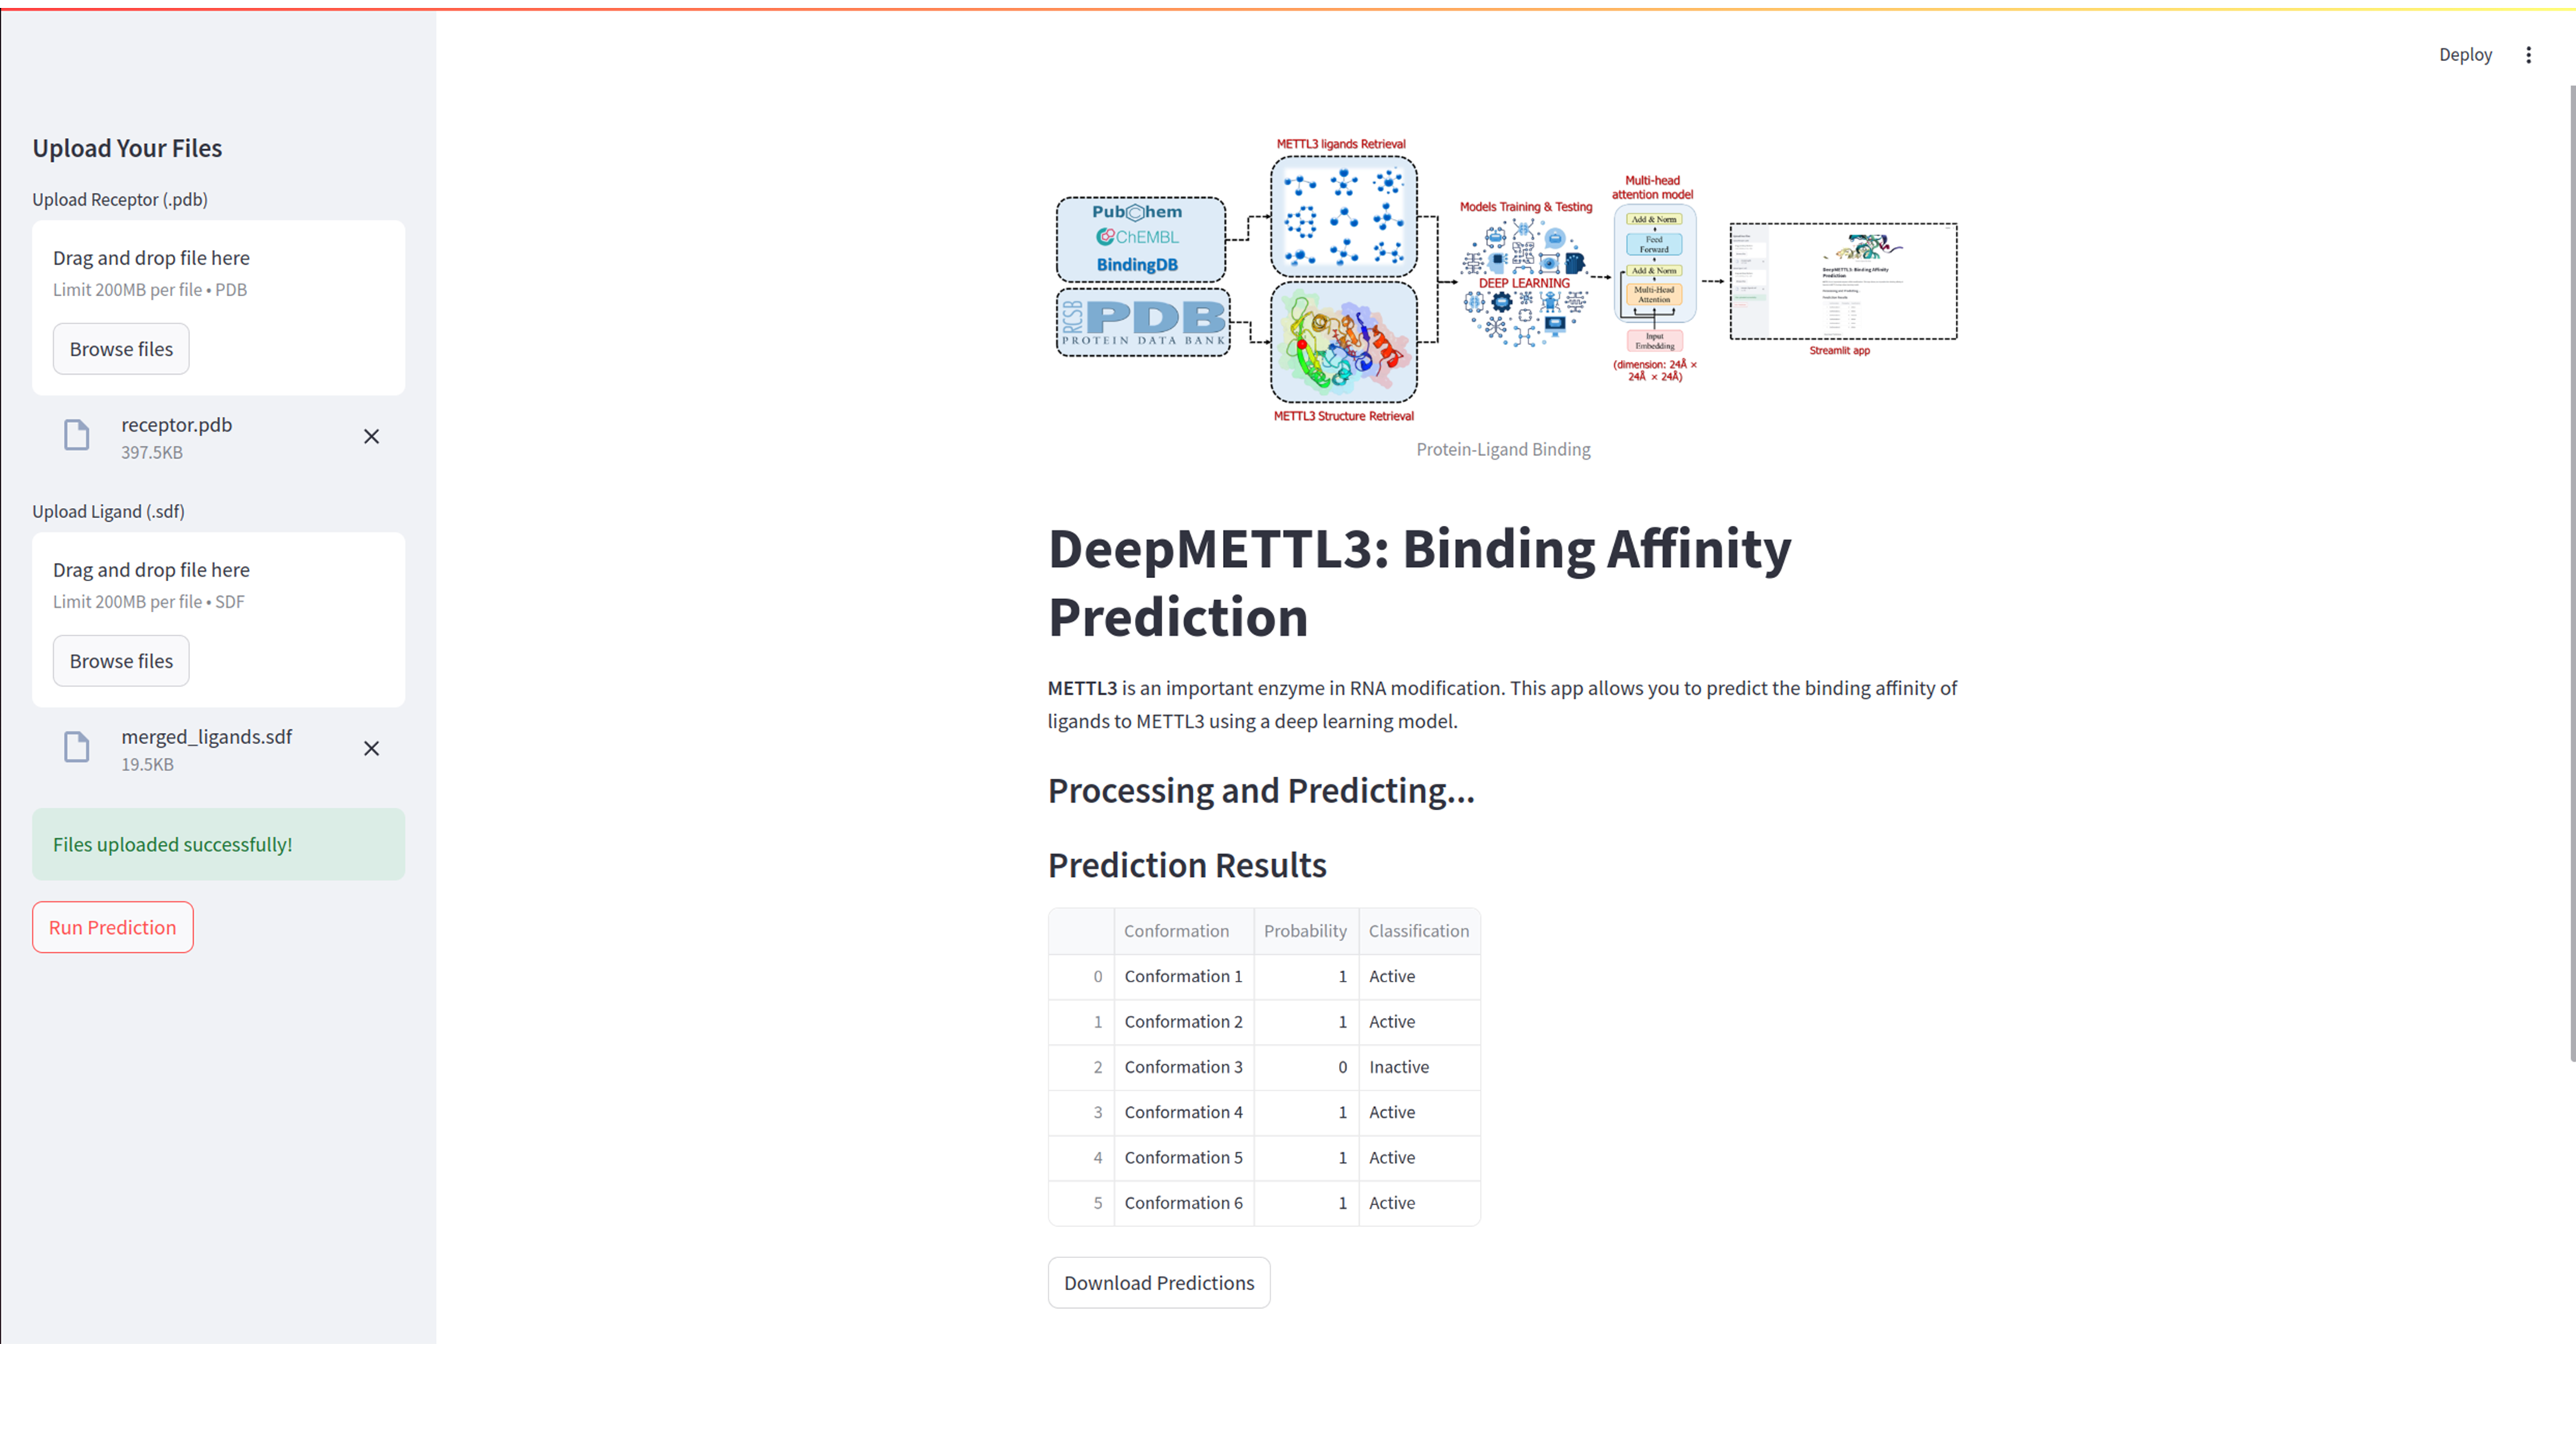 Deploy
Upload Your Files
Upload Receptor (.pdb)
Drag and drop file here
Limit 200MB per file • PDB
Browse files
receptor.pdb
397.5KB
Upload Ligand (.sdf)
Drag and drop file here
Limit 200MB per file • SDF
Browse files
merged_ligands.sdf
19.5KB
Files uploaded successfully!
Run Prediction
METTL3 ligands Retrieval
PubChem
ChEMBL
BindingDB
RCSB
PDB
PROTEIN DATA BANK
METTL3 Structure Retrieval
Models Training & Testing
DEEP LEARNING
Multi-head
attention model
Add & Norm
Feed
Forward
Add & Norm
Multi-Head
Attention
Input
Embedding
(dimension: 24Å ×
24Å × 24Å)
DeepMETTL3: Binding Affinity
Prediction
Streamlit app
Protein-Ligand Binding
DeepMETTL3: Binding Affinity
Prediction
METTL3 is an important enzyme in RNA modification. This app allows you to predict the binding affinity of
ligands to METTL3 using a deep learning model.
Processing and Predicting...
Prediction Results
Conformation Probability Classification
0 Conformation 1 1 Active
1 Conformation 2 1 Active
2 Conformation 3 0 Inactive
3 Conformation 4 1 Active
4 Conformation 5 1 Active
5 Conformation 6 1 Active
Download Predictions